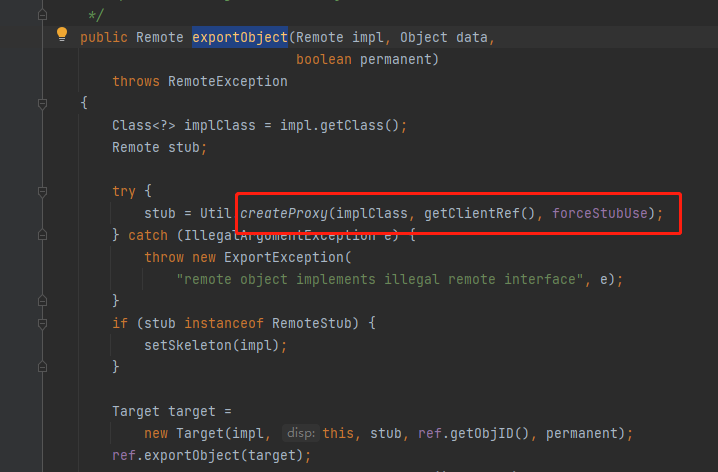 */
public Remote exportObject(Remote impl, Object data,
boolean permanent)
throws RemoteException
{
Class<?> implClass = impl.getClass();
Remote stub;
try {
stub = Util.createProxy(implClass, getClientRef(), forceStubUse);
} catch (IllegalArgumentException e) {
throw new ExportException(
"remote object implements illegal remote interface", e);
}
if (stub instanceof RemoteStub) {
setSkeleton(impl);
}
Target target =
new Target(impl, disp: this, stub, ref.getObjID(), permanent);
ref.exportObject(target);